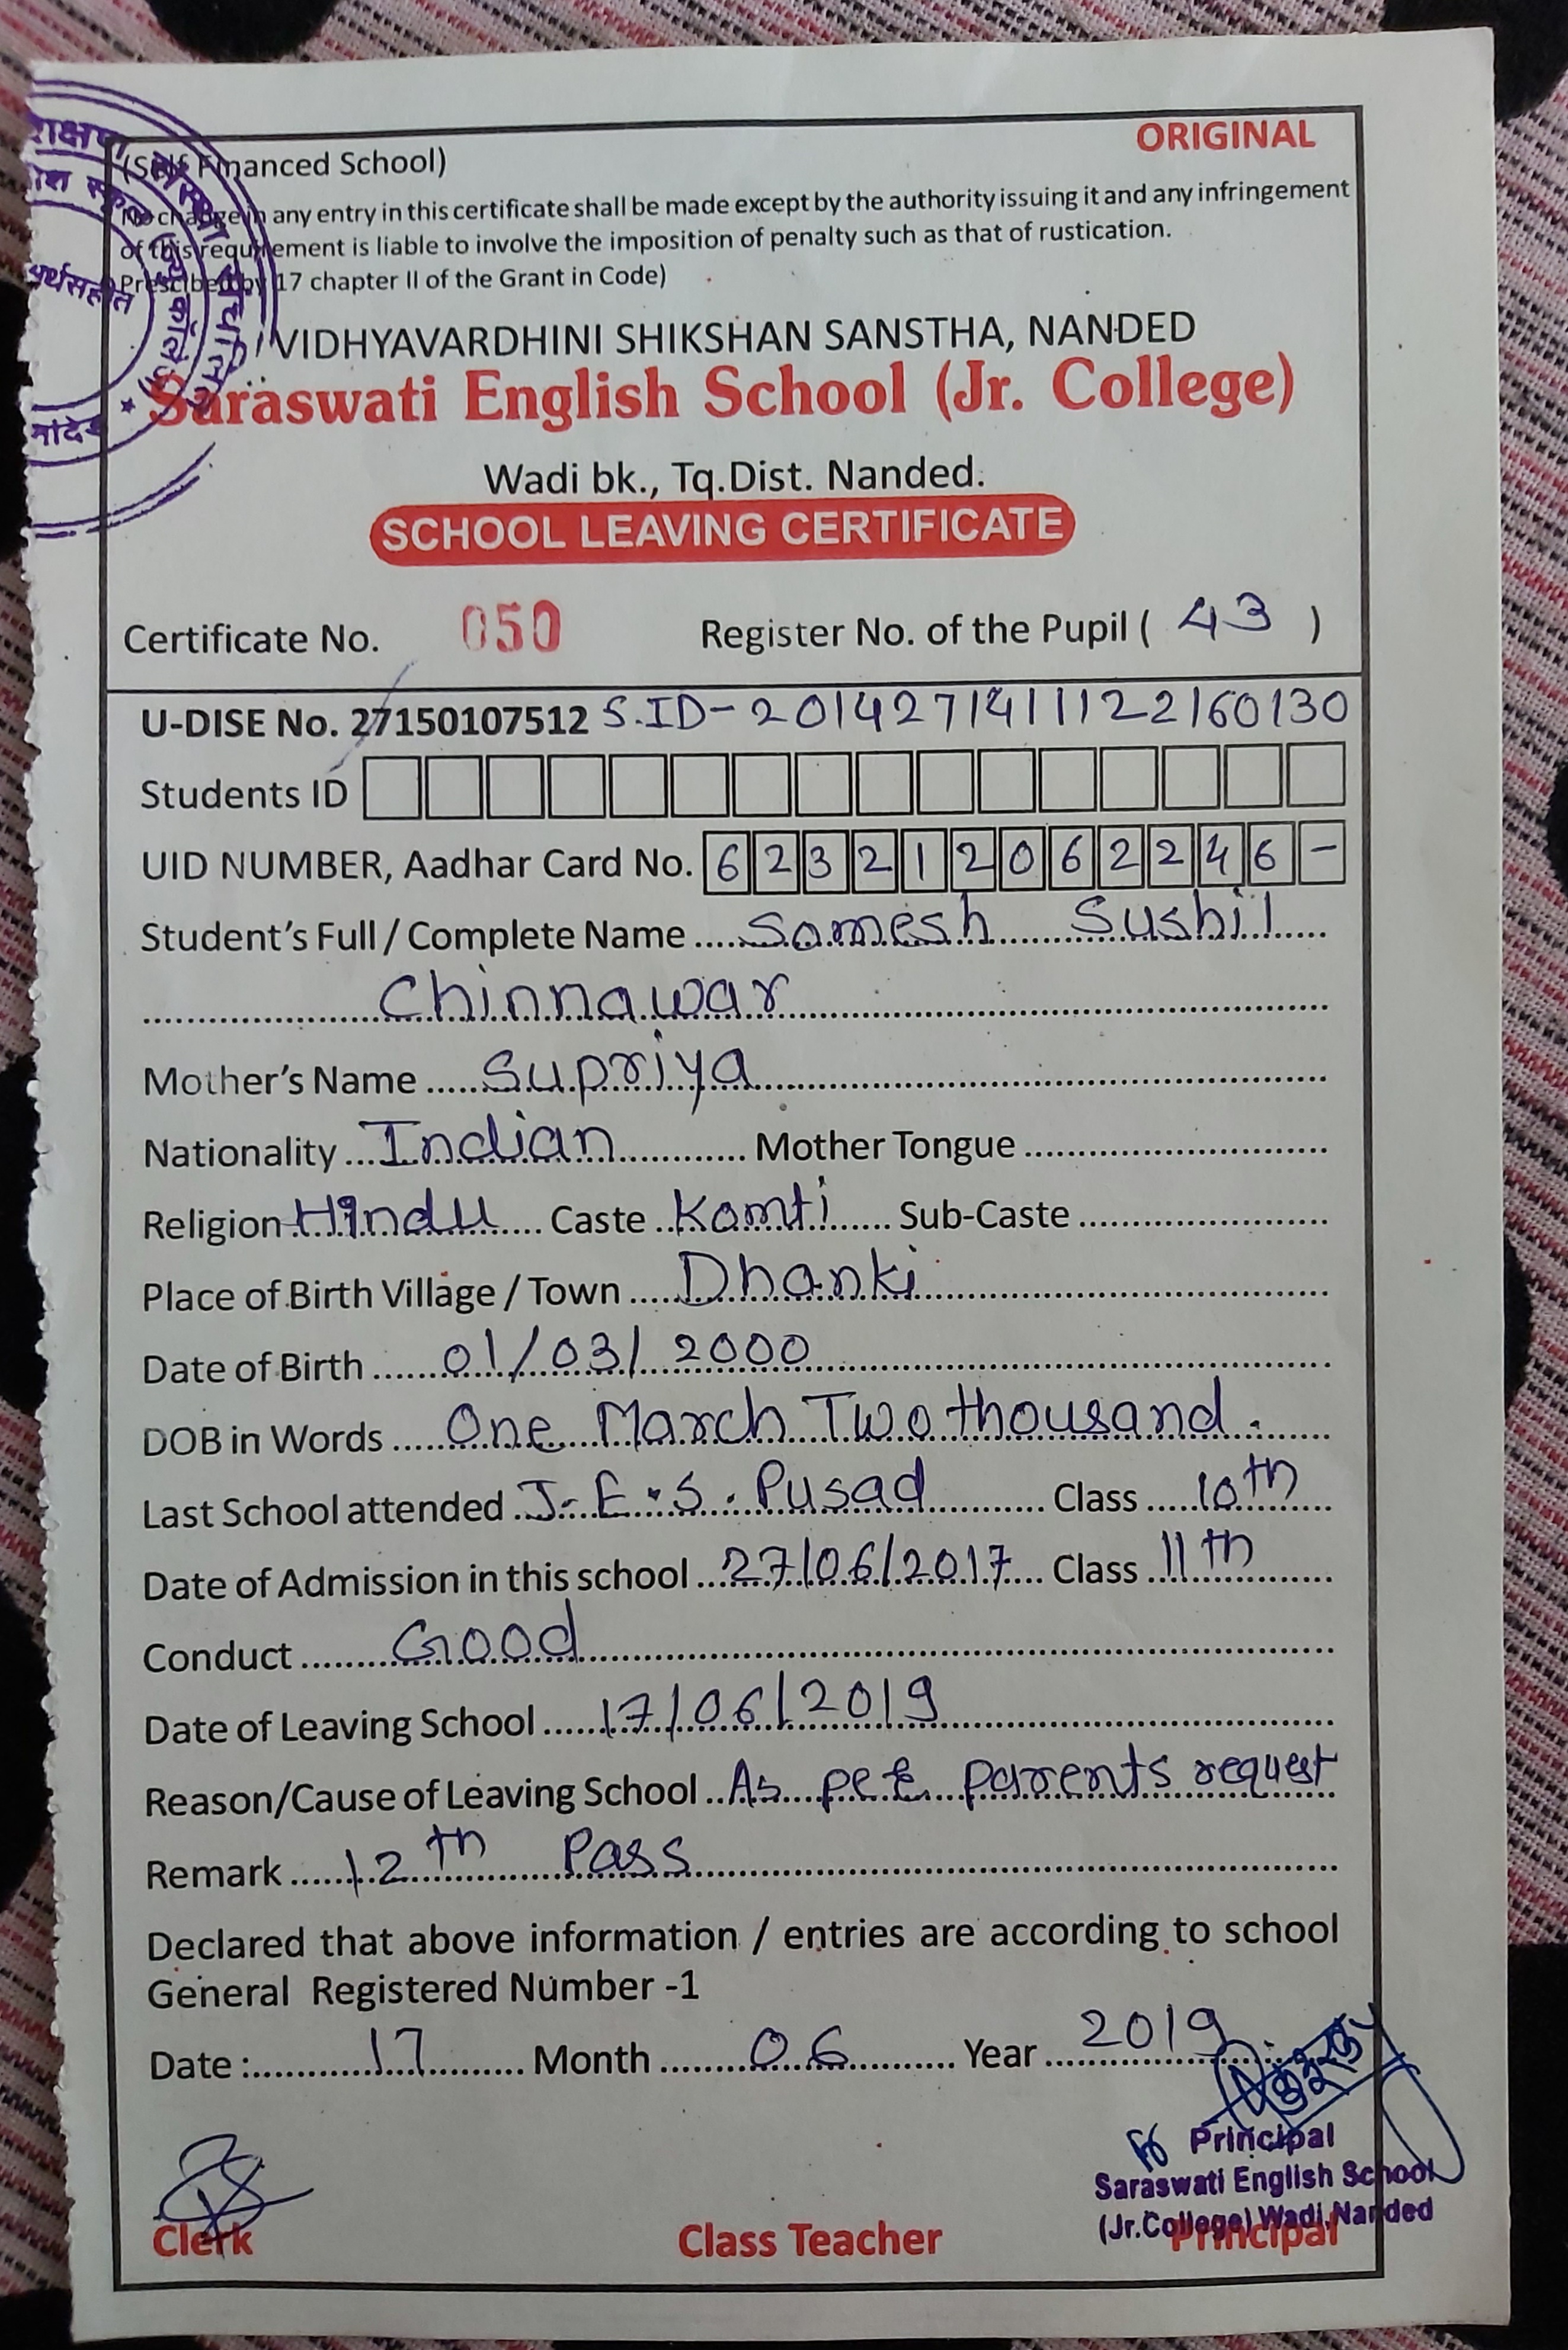 ORIGINAL
(Self Financed School)
No change in any entry in this certificate shall be made except by the authority issuing it and any infringement
of this requirement is liable to involve the imposition of penalty such as that of rustication.
Prescibed by 17 chapter II of the Grant in Code)
VIDHYAVARDHINI SHIKSHAN SANSTHA, NANDED
Saraswati English School (Jr. College)
Wadi bk., Tq.Dist. Nanded.
SCHOOL LEAVING CERTIFICATE
Certificate No. 050 Register No. of the Pupil ( 43 )
U-DISE No. 27150107512 S.ID-2014271411122160130
Students ID
UID NUMBER, Aadhar Card No. 6 2 3 2 1 2 0 6 2 2 4 6 -
Student's Full / Complete Name Somesh Sushil
Chinnawar
Mother's Name Supriya
Nationality Indian Mother Tongue
Religion Hindu Caste Komti Sub-Caste
Place of Birth Village / Town Dhanki
Date of Birth 01/03/2000
DOB in Words One March Two thousand.
Last School attended J.E.S. Pusad Class 10th
Date of Admission in this school 27/06/2017 Class 11th
Conduct Good
Date of Leaving School 17/06/2019
Reason/Cause of Leaving School As per parents request
Remark 12th Pass
Declared that above information / entries are according to school
General Registered Number -1
Date : 17 Month 06 Year 2019
Principal
Saraswati English School
(Jr.College) Wadi,Nanded
Clerk Class Teacher Principal